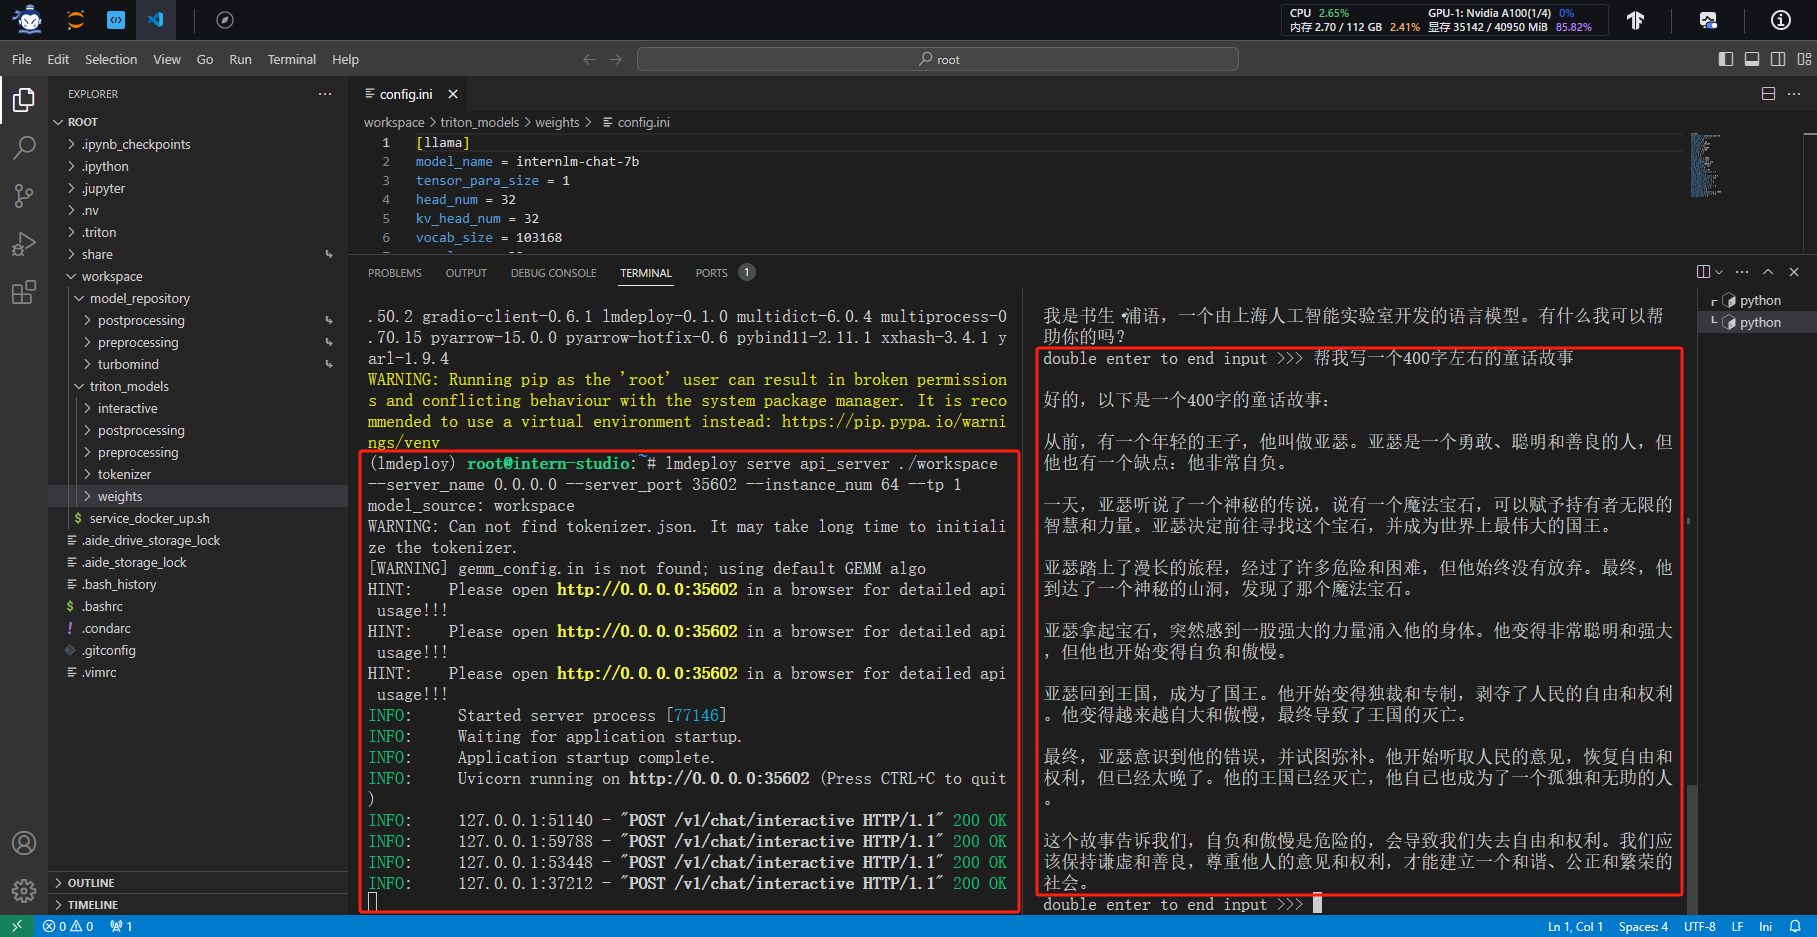 CPU 2.65% GPU-1: Nvidia A100(1/4) 0%
内存 2.70 / 112 GB 2.41% 显存 35142 / 40950 MiB 85.82%
File Edit Selection View Go Run Terminal Help
root
EXPLORER
ROOT
.ipynb_checkpoints
.ipython
.jupyter
.nv
.triton
share
workspace
model_repository
postprocessing
preprocessing
turbomind
triton_models
interactive
postprocessing
preprocessing
tokenizer
weights
service_docker_up.sh
.aide_drive_storage_lock
.aide_storage_lock
.bash_history
.bashrc
.condarc
.gitconfig
.vimrc
OUTLINE
TIMELINE
config.ini
workspace > triton_models > weights > config.ini
1 [llama]
2 model_name = internlm-chat-7b
3 tensor_para_size = 1
4 head_num = 32
5 kv_head_num = 32
6 vocab_size = 103168
PROBLEMS OUTPUT DEBUG CONSOLE TERMINAL PORTS 1
.50.2 gradio-client-0.6.1 lmdeploy-0.1.0 multidict-6.0.4 multiprocess-0
.70.15 pyarrow-15.0.0 pyarrow-hotfix-0.6 pybind11-2.11.1 xxhash-3.4.1 y
arl-1.9.4
WARNING: Running pip as the 'root' user can result in broken permission
s and conflicting behaviour with the system package manager. It is reco
mmended to use a virtual environment instead: https://pip.pypa.io/warni
ngs/venv
(lmdeploy) root@intern-studio:~# lmdeploy serve api_server ./workspace
--server_name 0.0.0.0 --server_port 35602 --instance_num 64 --tp 1
model_source: workspace
WARNING: Can not find tokenizer.json. It may take long time to initiali
ze the tokenizer.
[WARNING] gemm_config.in is not found; using default GEMM algo
HINT:    Please open http://0.0.0.0:35602 in a browser for detailed api
usage!!!
HINT:    Please open http://0.0.0.0:35602 in a browser for detailed api
usage!!!
HINT:    Please open http://0.0.0.0:35602 in a browser for detailed api
usage!!!
INFO:     Started server process [77146]
INFO:     Waiting for application startup.
INFO:     Application startup complete.
INFO:     Uvicorn running on http://0.0.0.0:35602 (Press CTRL+C to quit
)
INFO:     127.0.0.1:51140 - "POST /v1/chat/interactive HTTP/1.1" 200 OK
INFO:     127.0.0.1:59788 - "POST /v1/chat/interactive HTTP/1.1" 200 OK
INFO:     127.0.0.1:53448 - "POST /v1/chat/interactive HTTP/1.1" 200 OK
INFO:     127.0.0.1:37212 - "POST /v1/chat/interactive HTTP/1.1" 200 OK
我是书生·浦语，一个由上海人工智能实验室开发的语言模型。有什么我可以帮
助你的吗？
double enter to end input >>> 帮我写一个400字左右的童话故事
好的，以下是一个400字的童话故事：
从前，有一个年轻的王子，他叫做亚瑟。亚瑟是一个勇敢、聪明和善良的人，但
他也有一个缺点：他非常自负。
一天，亚瑟听说了一个神秘的传说，说有一个魔法宝石，可以赋予持有者无限的
智慧和力量。亚瑟决定前往寻找这个宝石，并成为世界上最伟大的国王。
亚瑟踏上了漫长的旅程，经过了许多危险和困难，但他始终没有放弃。最终，他
到达了一个神秘的山洞，发现了那个魔法宝石。
亚瑟拿起宝石，突然感到一股强大的力量涌入他的身体。他变得非常聪明和强大
，但他也开始变得自负和傲慢。
亚瑟回到王国，成为了国王。他开始变得独裁和专制，剥夺了人民的自由和权利
。他变得越来越自大和傲慢，最终导致了王国的灭亡。
最终，亚瑟意识到他的错误，并试图弥补。他开始听取人民的意见，恢复自由和
权利，但已经太晚了。他的王国已经灭亡，他自己也成为了一个孤独和无助的人
。
这个故事告诉我们，自负和傲慢是危险的，会导致我们失去自由和权利。我们应
该保持谦虚和善良，尊重他人的意见和权利，才能建立一个和谐、公正和繁荣的
社会。
double enter to end input >>>
python
python
0 0 1 Ln 1, Col 1 Spaces: 4 UTF-8 LF Ini